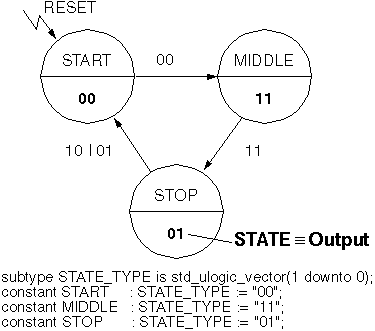 RESET
START
00
00
MIDDLE
11
10 | 01
11
STOP
01
STATE ≡ Output
subtype STATE_TYPE is std_ulogic_vector(1 downto 0);
constant START : STATE_TYPE := "00";
constant MIDDLE : STATE_TYPE := "11";
constant STOP : STATE_TYPE := "01";